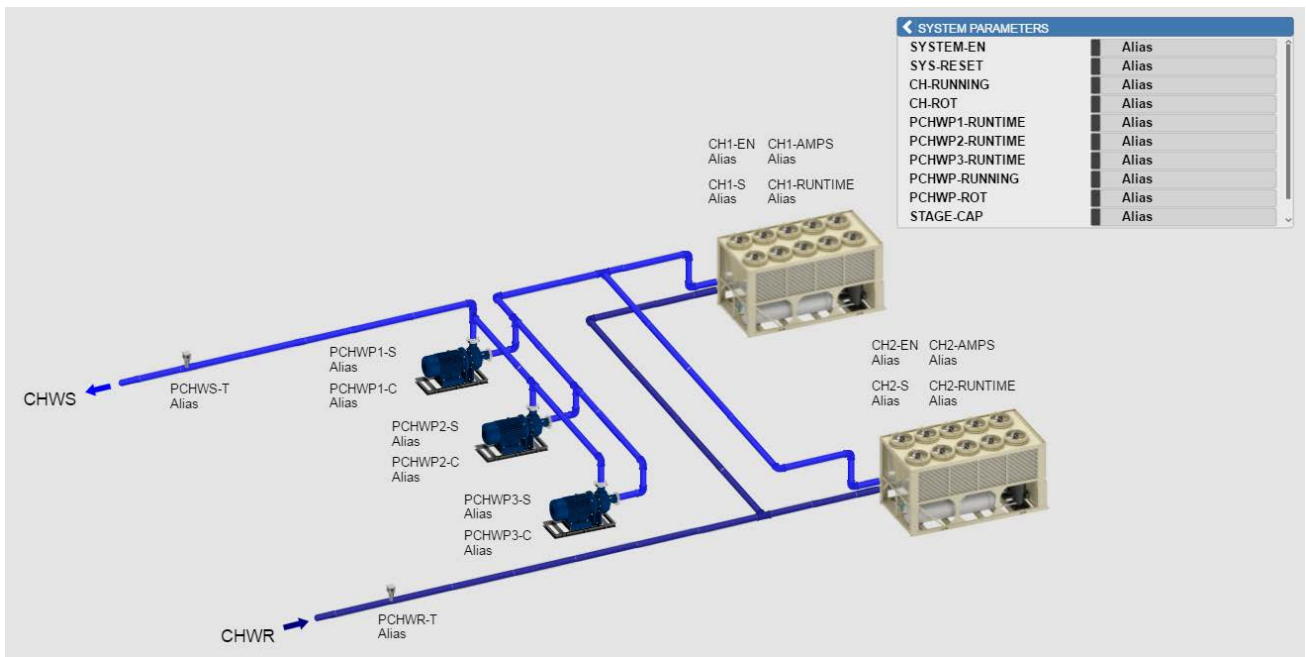 SYSTEM PARAMETERS
SYSTEM-EN Alias
SYS-RESET Alias
CH-RUNNING Alias
CH-ROT Alias
PCHWP1-RUNTIME Alias
PCHWP2-RUNTIME Alias
PCHWP3-RUNTIME Alias
PCHWP-RUNNING Alias
PCHWP-ROT Alias
STAGE-CAP Alias
CH1-EN CH1-AMPS
Alias Alias
CH1-S CH1-RUNTIME
Alias Alias
CH2-EN CH2-AMPS
Alias Alias
CH2-S CH2-RUNTIME
Alias Alias
PCHWP1-S
Alias
PCHWP1-C
Alias
CHWS
PCHWS-T
Alias
PCHWP2-S
Alias
PCHWP2-C
Alias
PCHWP3-S
Alias
PCHWP3-C
Alias
CHWR
PCHWR-T
Alias